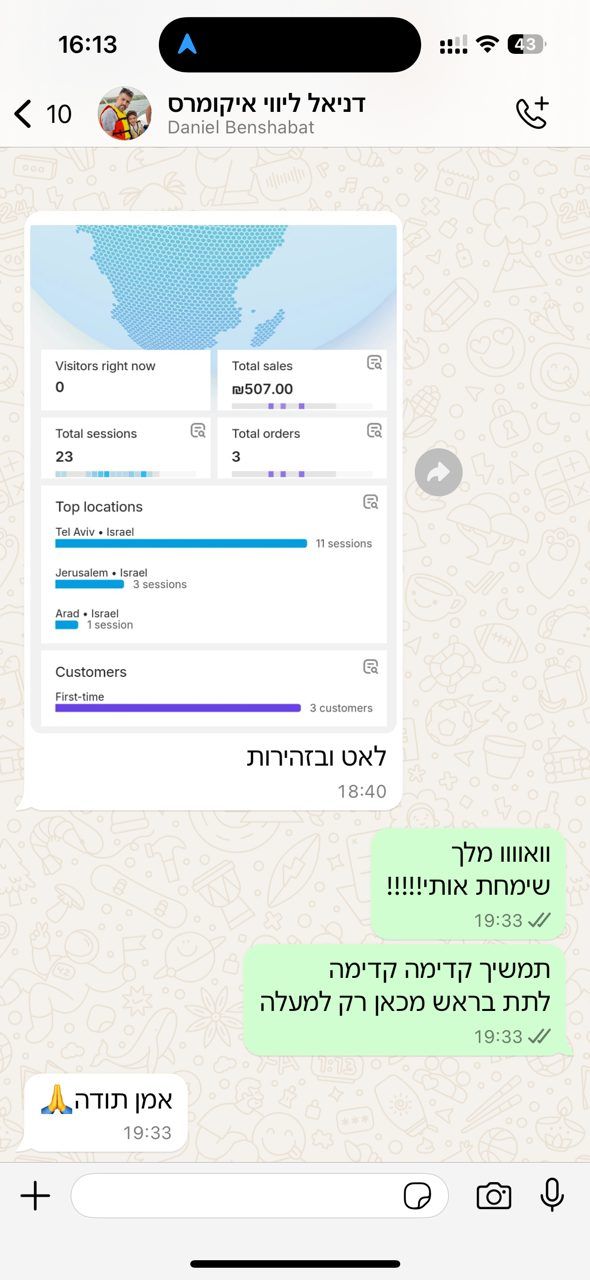 16:13
43
10
דניאל ליווי איקומרס
Daniel Benshabat
Visitors right now
0
Total sales
₪507.00
Total sessions
23
Total orders
3
Top locations
Tel Aviv • Israel
11 sessions
Jerusalem • Israel
3 sessions
Arad • Israel
1 session
Customers
First-time
3 customers
לאט ובזהירות
18:40
וואוווו מלך
שימחת אותי!!!!!
19:33
תמשיך קדימה קדימה
לתת בראש מכאן רק למעלה
19:33
אמן תודה🙏
19:33